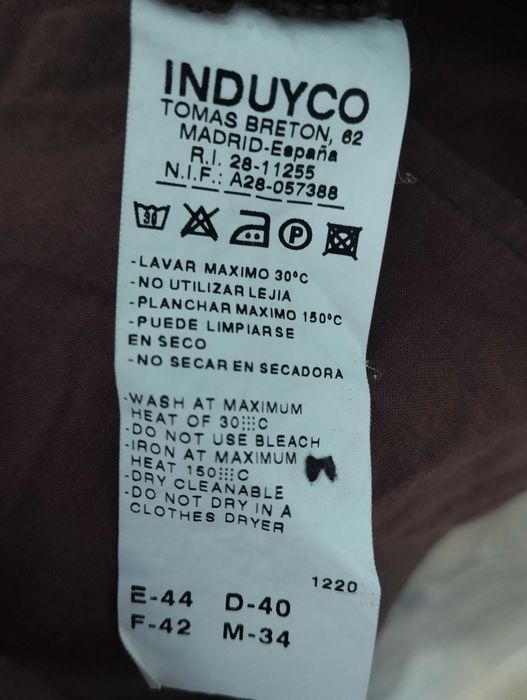 INDUYCO
TOMAS BRETON, 62
MADRID-España
R.I. 28-11255
N.I.F.: A28-057388
30 P
-LAVAR MAXIMO 30°C
-NO UTILIZAR LEJIA
-PLANCHAR MAXIMO 150°C
-PUEDE LIMPIARSE
EN SECO
-NO SECAR EN SECADORA
-WASH AT MAXIMUM
HEAT OF 30 C
-DO NOT USE BLEACH
-IRON AT MAXIMUM
HEAT 150 C
-DRY CLEANABLE
-DO NOT DRY IN A
CLOTHES DRYER
1220
E-44 D-40
F-42 M-34